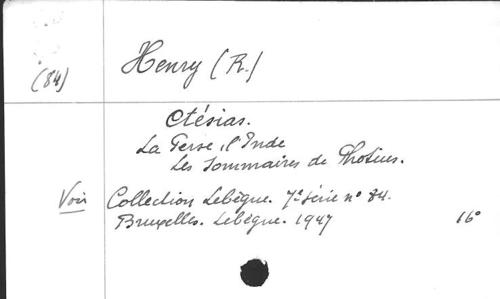 Henry (R.)
(84)
Ctésias.
La Perse, l'Inde
Les Sommaires de Photius.
Voir Collection Lebègue. 7e série n° 84.
Bruxelles. Lebègue. 1947 16°